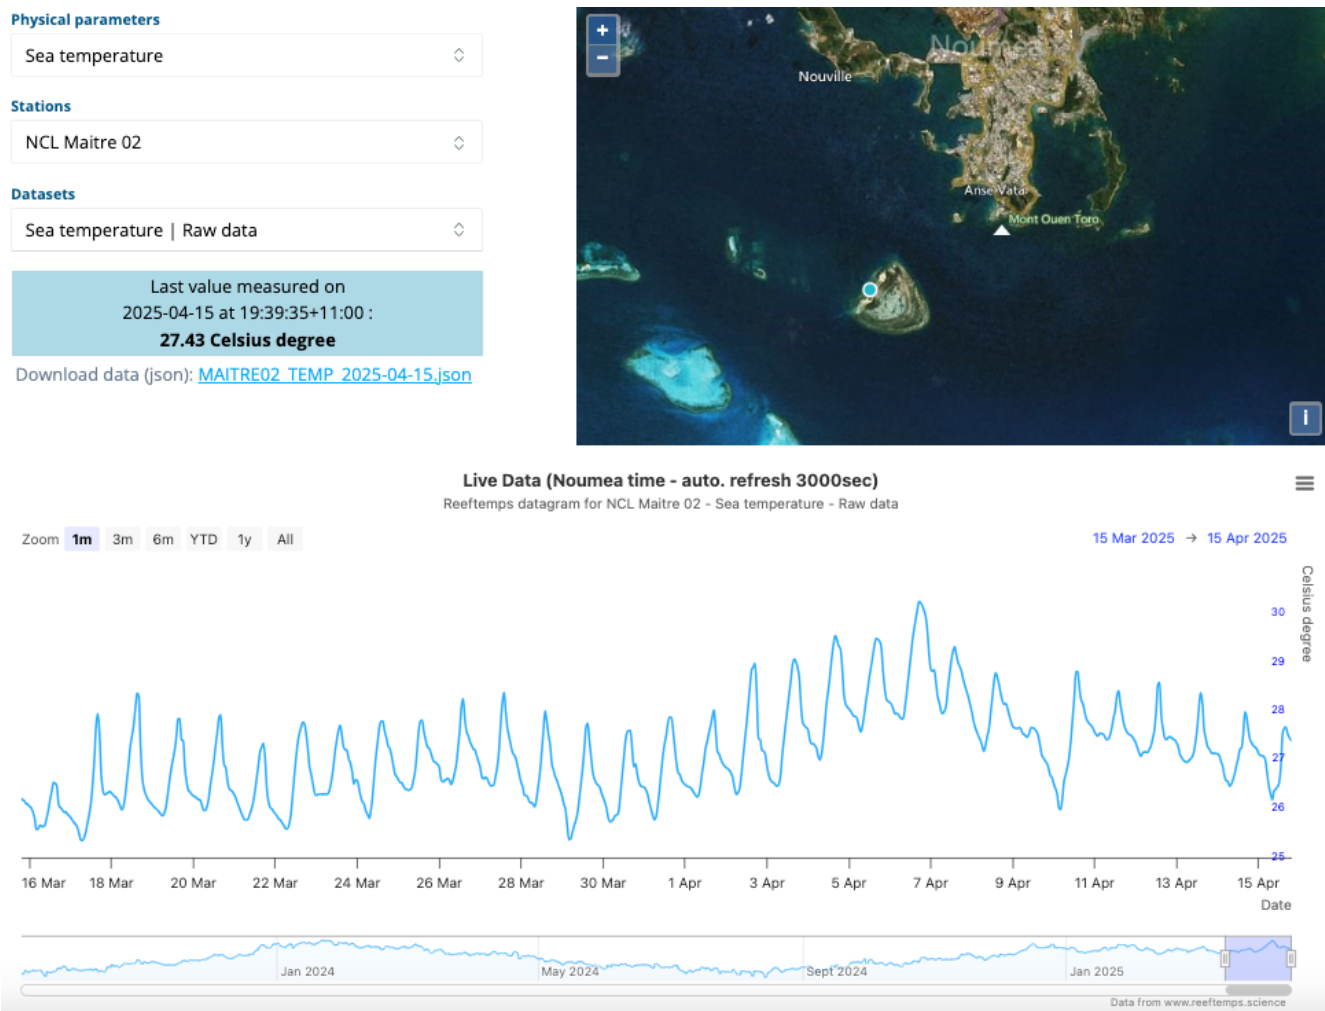 Physical parameters
Sea temperature
Stations
NCL Maitre 02
Datasets
Sea temperature | Raw data
Last value measured on
2025-04-15 at 19:39:35+11:00 :
27.43 Celsius degree
Download data (json): MAITRE02_TEMP_2025-04-15.json
+
−
Noumea
Nouville
Anse Vata
Mont Ouen Toro
i
Live Data (Noumea time - auto. refresh 3000sec)
Reeftemps datagram for NCL Maitre 02 - Sea temperature - Raw data
Zoom 1m 3m 6m YTD 1y All
15 Mar 2025 → 15 Apr 2025
Celsius degree
30
29
28
27
26
25
16 Mar 18 Mar 20 Mar 22 Mar 24 Mar 26 Mar 28 Mar 30 Mar 1 Apr 3 Apr 5 Apr 7 Apr 9 Apr 11 Apr 13 Apr 15 Apr
Date
Jan 2024 May 2024 Sept 2024 Jan 2025
Data from www.reeftemps.science